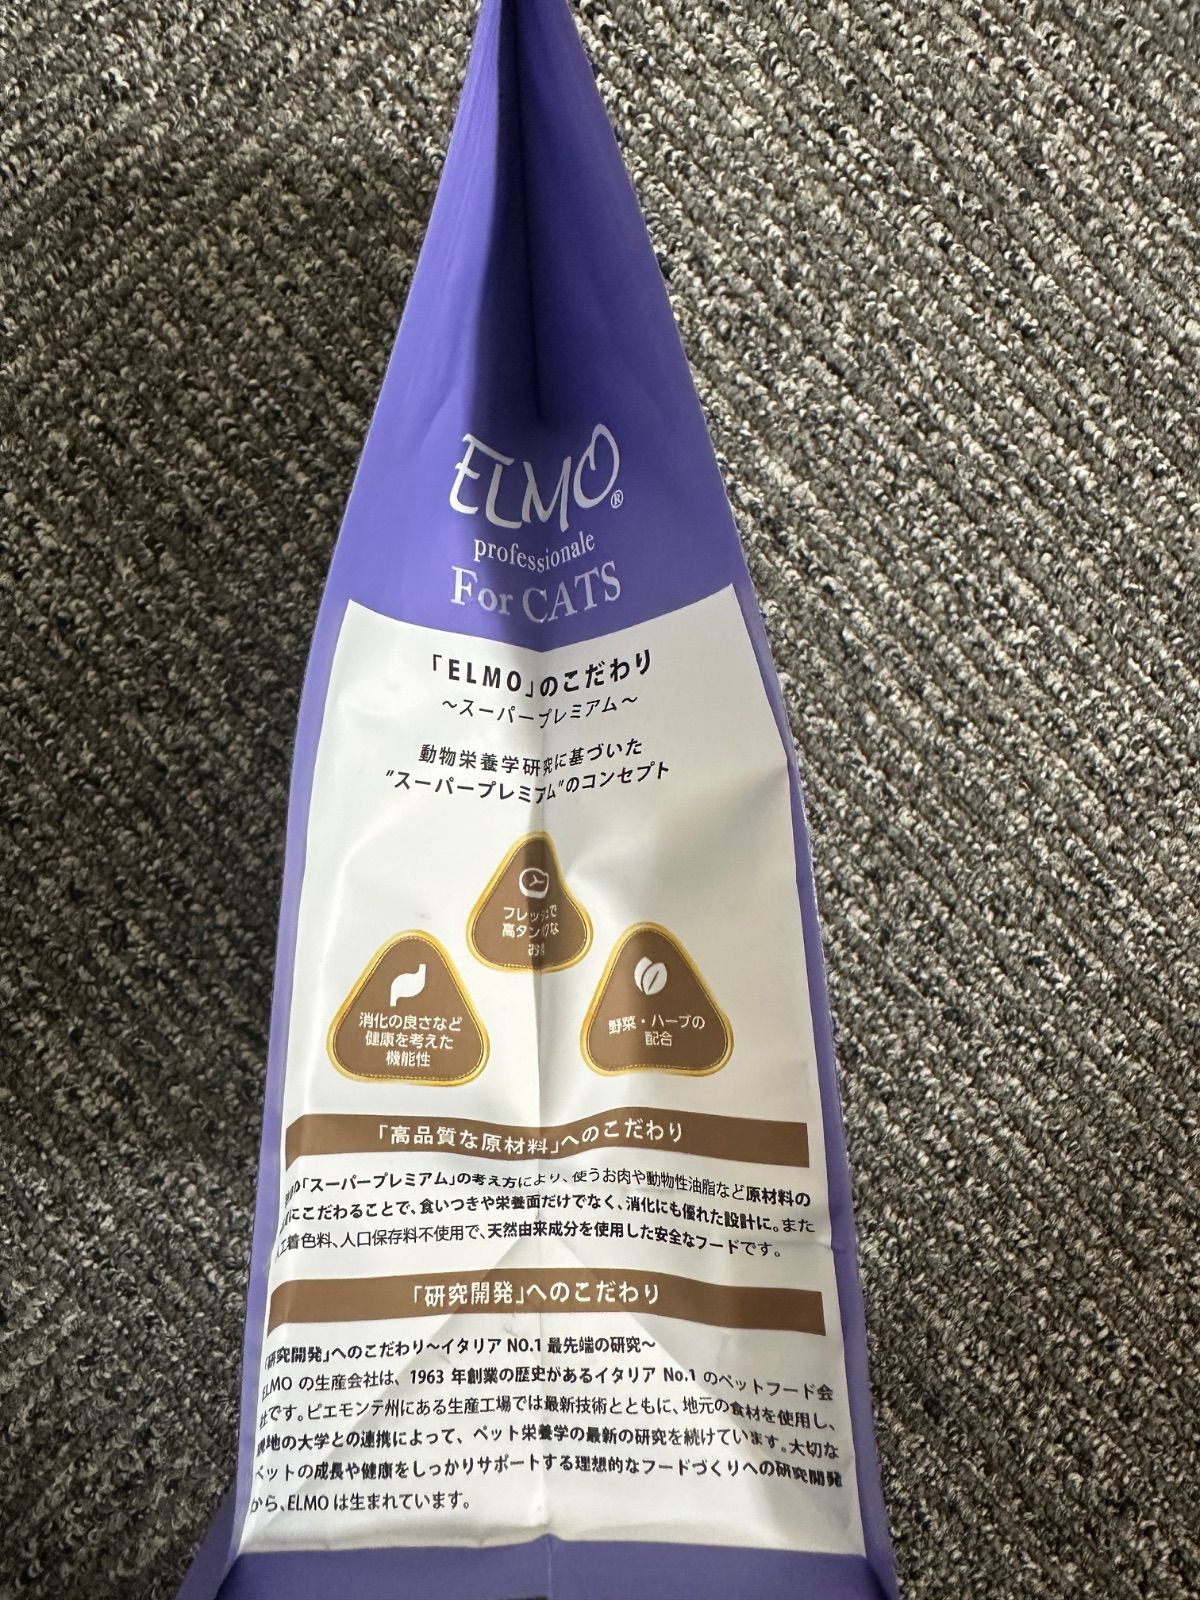 ELMO®
professionale
For CATS
「ELMO」のこだわり
～スーパープレミアム～
動物栄養学研究に基づいた
"スーパープレミアム"のコンセプト
フレッシュで
高タンパクな
お肉
消化の良さなど
健康を考えた
機能性
野菜・ハーブの
配合
「高品質な原材料」へのこだわり
「スーパープレミアム」の考え方により、使うお肉や動物性油脂など原材料の
にこだわることで、食いつきや栄養面だけでなく、消化にも優れた設計に。また
着色料、人口保存料不使用で、天然由来成分を使用した安全なフードです。
「研究開発」へのこだわり
「研究開発」へのこだわり～イタリア NO.1 最先端の研究～
ELMO の生産会社は、1963 年創業の歴史があるイタリア No.1 のペットフード会
社です。ピエモンテ州にある生産工場では最新技術とともに、地元の食材を使用し、
現地の大学との連携によって、ペット栄養学の最新の研究を続けています。大切な
ペットの成長や健康をしっかりサポートする理想的なフードづくりへの研究開発
から、ELMO は生まれています。